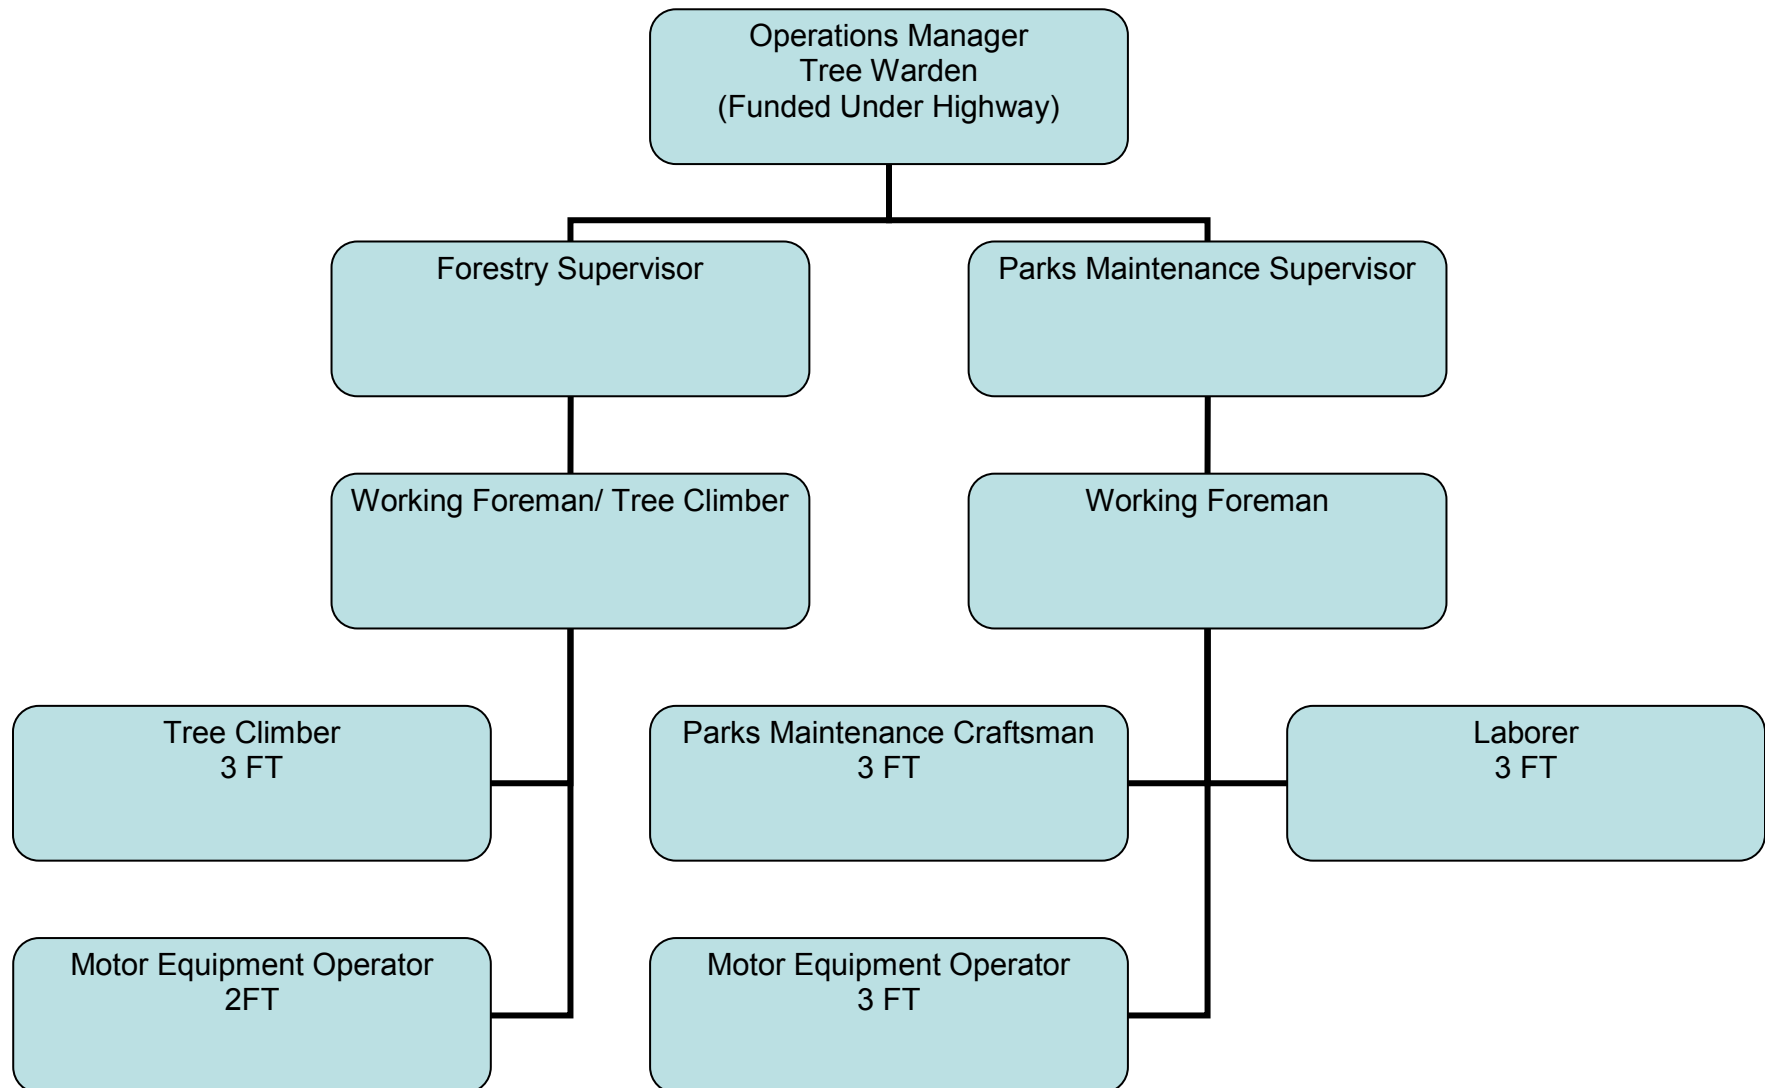 Operations Manager
Tree Warden
(Funded Under Highway)
Forestry Supervisor
Parks Maintenance Supervisor
Working Foreman/ Tree Climber
Working Foreman
Tree Climber
3 FT
Parks Maintenance Craftsman
3 FT
Laborer
3 FT
Motor Equipment Operator
2FT
Motor Equipment Operator
3 FT